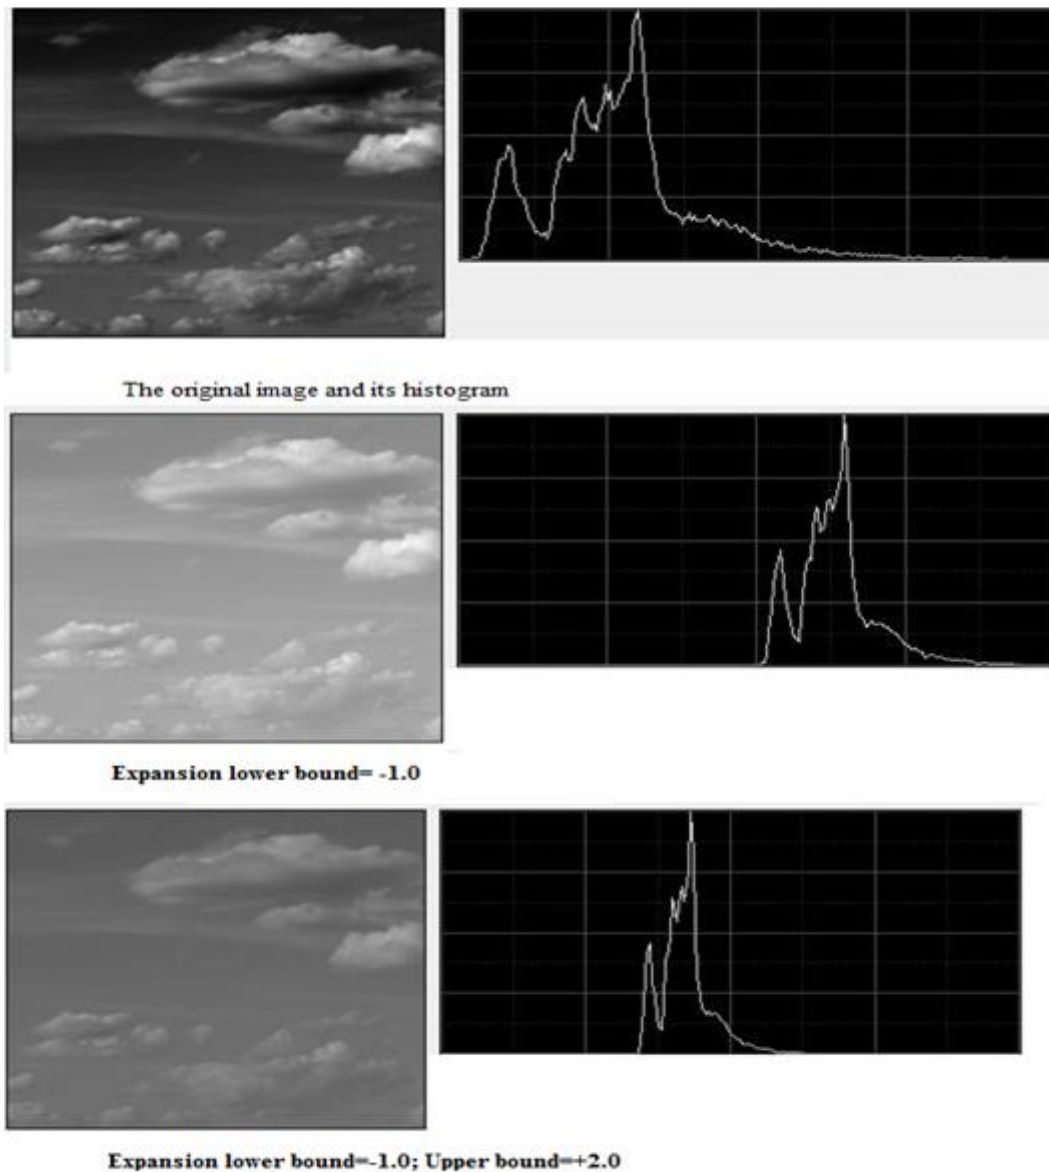 The original image and its histogram
Expansion lower bound= -1.0
Expansion lower bound=-1.0; Upper bound=+2.0